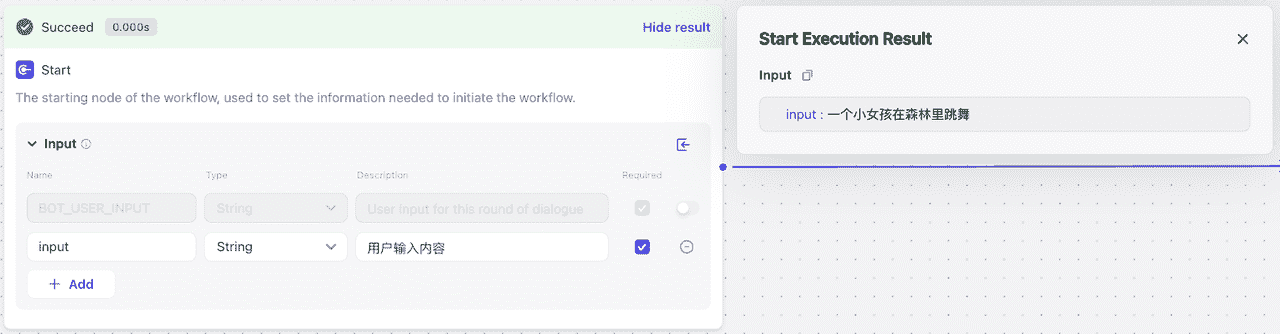 Succeed 0.000s Hide result
Start
The starting node of the workflow, used to set the information needed to initiate the workflow.
Input
Name Type Description Required
BOT_USER_INPUT String User input for this round of dialogue
input String 用户输入内容
+ Add
Start Execution Result
Input
input : 一个小女孩在森林里跳舞